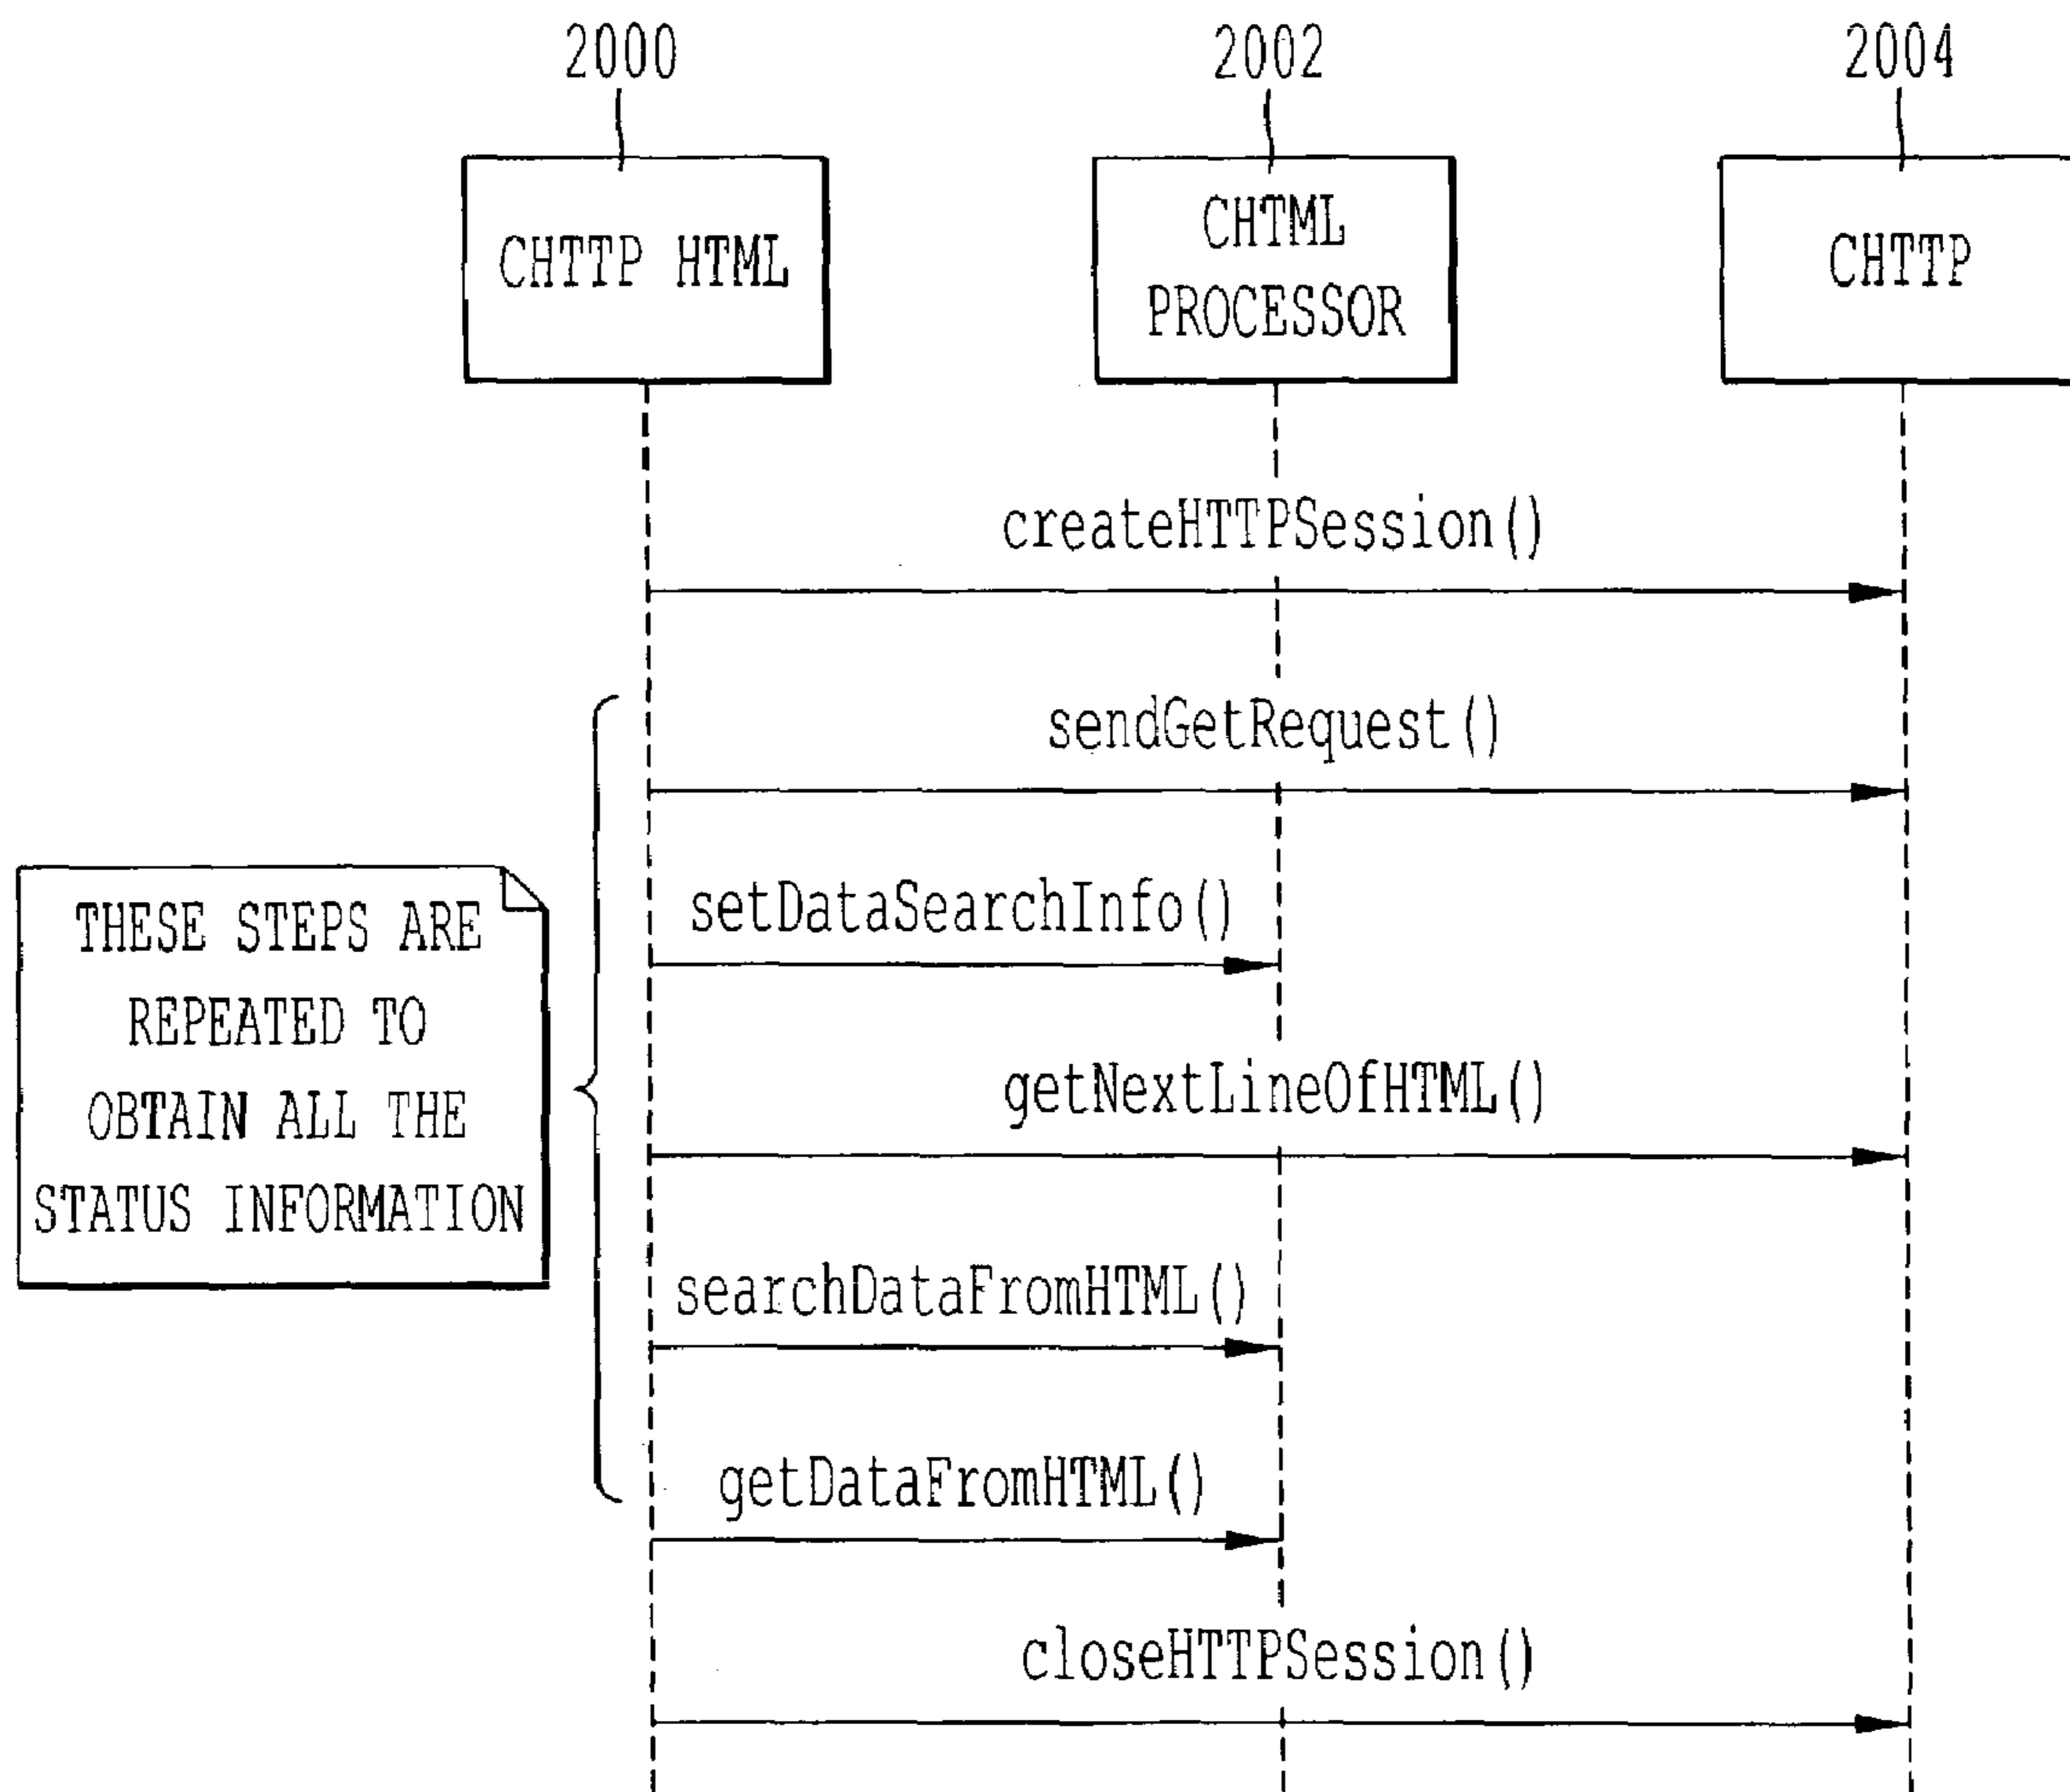 2000
2002
2004
CHTTP HTML
CHTML
PROCESSOR
CHTTP
createHTTPSession()
sendGetRequest()
setDataSearchInfo()
THESE STEPS ARE
REPEATED TO
OBTAIN ALL THE
STATUS INFORMATION
getNextLineOfHTML()
searchDataFromHTML()
getDataFromHTML()
closeHTTPSession()